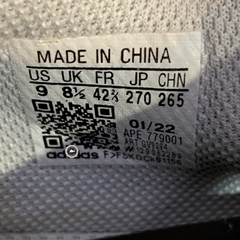 MADE IN CHINA
US UK FR JP CHN
9 8½ 42⅔ 270 265
01/22
APE 779001
adidas